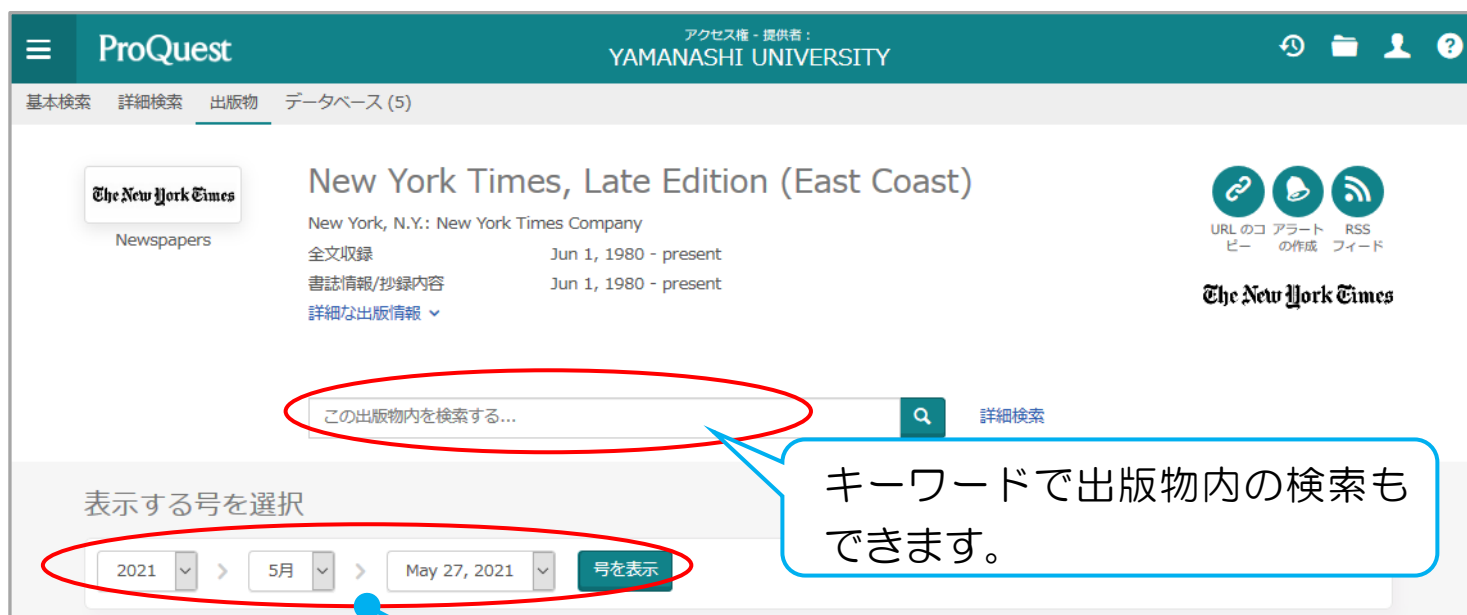 ProQuest
アクセス権 - 提供者 :
YAMANASHI UNIVERSITY
基本検索 詳細検索 出版物 データベース (5)
The New York Times
Newspapers
New York Times, Late Edition (East Coast)
New York, N.Y.: New York Times Company
全文収録 Jun 1, 1980 - present
書誌情報/抄録内容 Jun 1, 1980 - present
詳細な出版情報
URL のコピー
アラートの作成
RSS フィード
The New York Times
この出版物内を検索する...
詳細検索
キーワードで出版物内の検索も
できます。
表示する号を選択
2021 > 5月 > May 27, 2021 号を表示